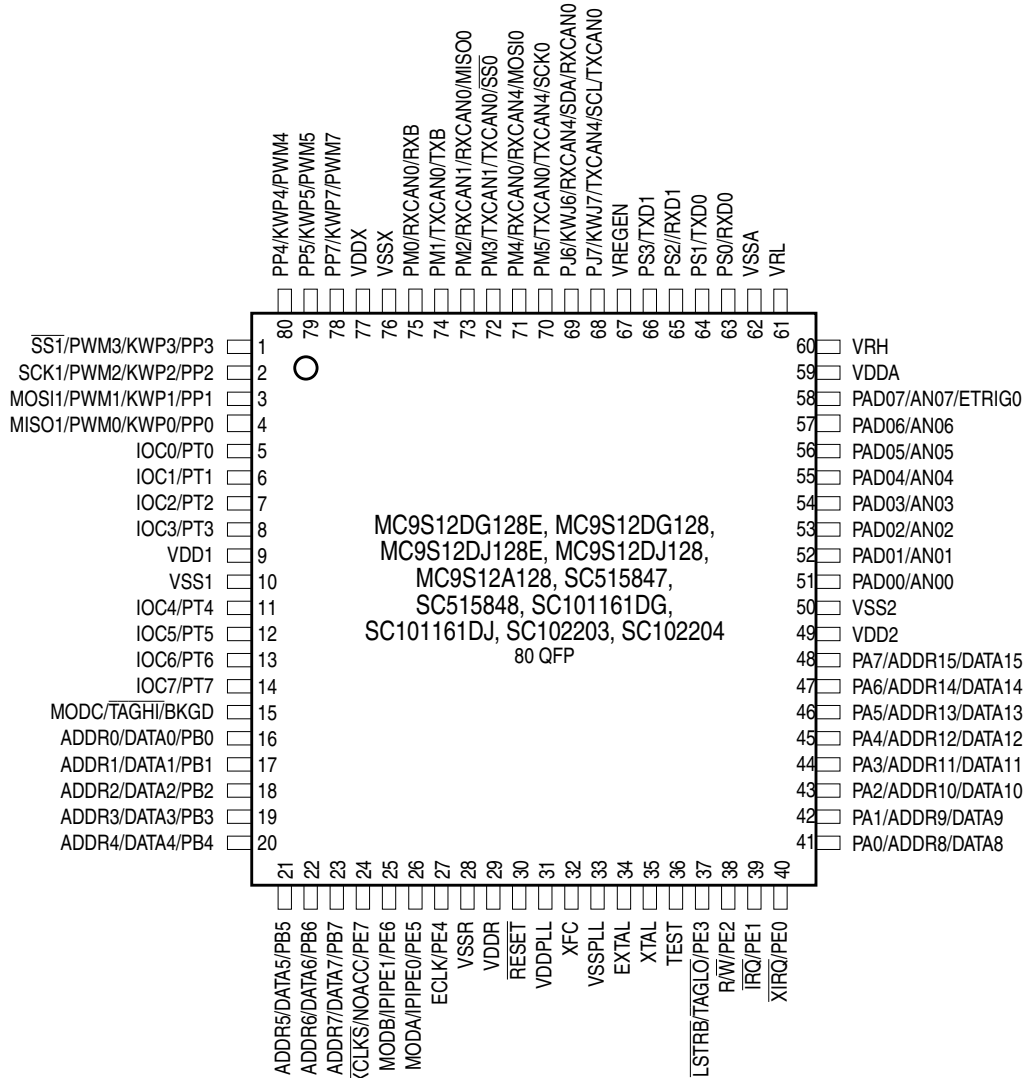 PP4/KWP4/PWM4
PP5/KWP5/PWM5
PP7/KWP7/PWM7
VDDX
VSSX
PM0/RXCAN0/RXB
PM1/TXCAN0/TXB
PM2/RXCAN1/RXCAN0/MISO0
PM3/TXCAN1/TXCAN0/SS0
PM4/RXCAN0/RXCAN4/MOSI0
PM5/TXCAN0/TXCAN4/SCK0
PJ6/KWJ6/RXCAN4/SDA/RXCAN0
PJ7/KWJ7/TXCAN4/SCL/TXCAN0
VREGEN
PS3/TXD1
PS2//RXD1
PS1/TXD0
PS0/RXD0
VSSA
VRL
80
79
78
77
76
75
74
73
72
71
70
69
68
67
66
65
64
63
62
61
SS1/PWM3/KWP3/PP3 1
SCK1/PWM2/KWP2/PP2 2
MOSI1/PWM1/KWP1/PP1 3
MISO1/PWM0/KWP0/PP0 4
IOC0/PT0 5
IOC1/PT1 6
IOC2/PT2 7
IOC3/PT3 8
VDD1 9
VSS1 10
IOC4/PT4 11
IOC5/PT5 12
IOC6/PT6 13
IOC7/PT7 14
MODC/TAGHI/BKGD 15
ADDR0/DATA0/PB0 16
ADDR1/DATA1/PB1 17
ADDR2/DATA2/PB2 18
ADDR3/DATA3/PB3 19
ADDR4/DATA4/PB4 20
MC9S12DG128E, MC9S12DG128,
MC9S12DJ128E, MC9S12DJ128,
MC9S12A128, SC515847,
SC515848, SC101161DG,
SC101161DJ, SC102203, SC102204
80 QFP
60 VRH
59 VDDA
58 PAD07/AN07/ETRIG0
57 PAD06/AN06
56 PAD05/AN05
55 PAD04/AN04
54 PAD03/AN03
53 PAD02/AN02
52 PAD01/AN01
51 PAD00/AN00
50 VSS2
49 VDD2
48 PA7/ADDR15/DATA15
47 PA6/ADDR14/DATA14
46 PA5/ADDR13/DATA13
45 PA4/ADDR12/DATA12
44 PA3/ADDR11/DATA11
43 PA2/ADDR10/DATA10
42 PA1/ADDR9/DATA9
41 PA0/ADDR8/DATA8
21
22
23
24
25
26
27
28
29
30
31
32
33
34
35
36
37
38
39
40
ADDR5/DATA5/PB5
ADDR6/DATA6/PB6
ADDR7/DATA7/PB7
XCLKS/NOACC/PE7
MODB/IPIPE1/PE6
MODA/IPIPE0/PE5
ECLK/PE4
VSSR
VDDR
RESET
VDDPLL
XFC
VSSPLL
EXTAL
XTAL
TEST
LSTRB/TAGLO/PE3
R/W/PE2
IRQ/PE1
XIRQ/PE0